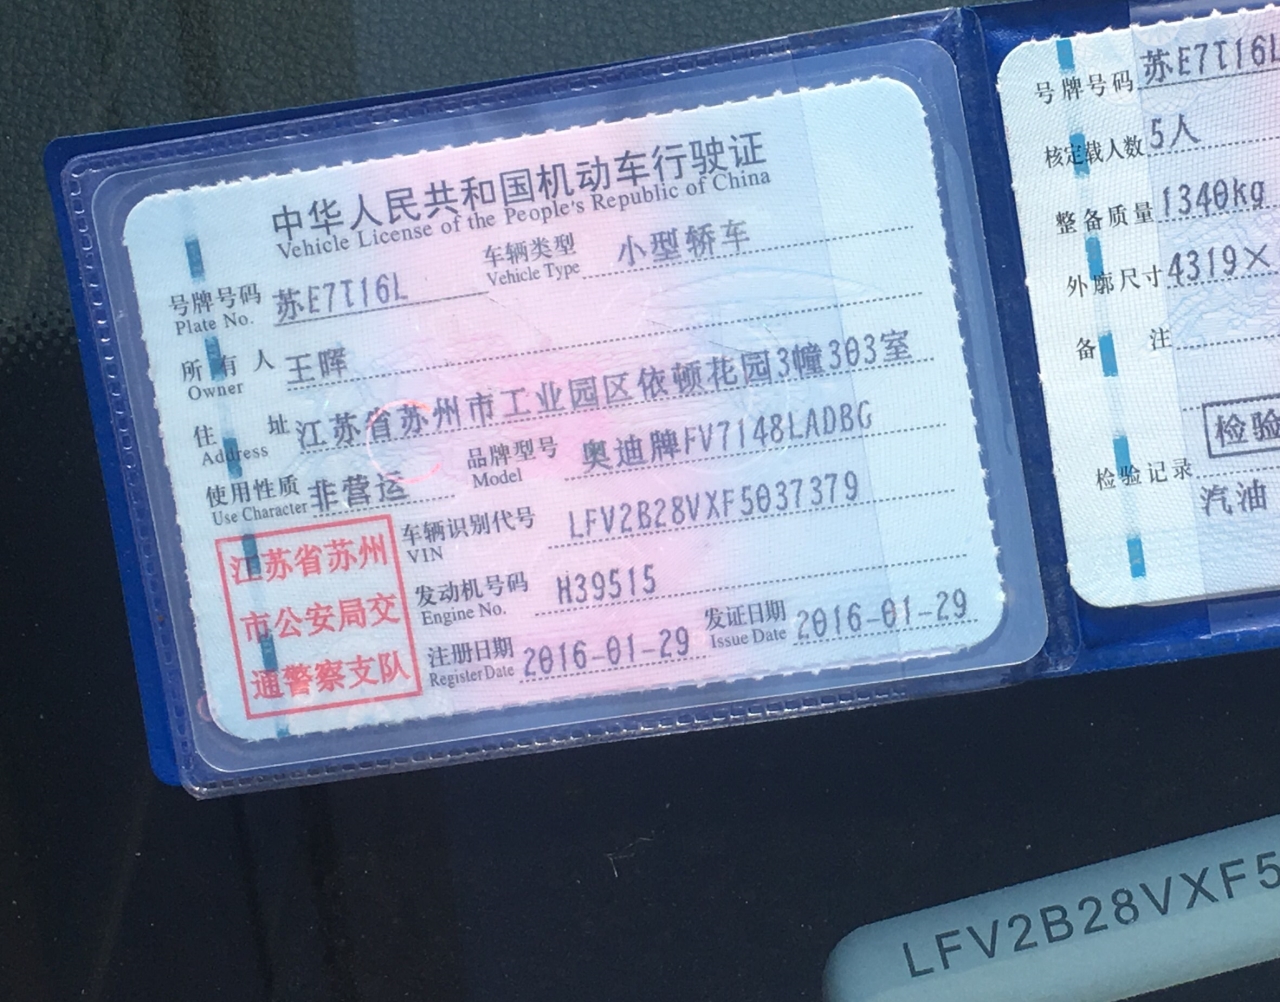 中华人民共和国机动车行驶证
Vehicle License of the People's Republic of China
号牌号码 苏E7T16L 车辆类型 小型轿车
Plate No. Vehicle Type
所有人 王晖
Owner
住址 江苏省苏州市工业园区依顿花园3幢303室
Address
使用性质 非营运 品牌型号 奥迪牌FV7148LADBG
Use Character Model
江苏省苏州
市公安局交
通警察支队
车辆识别代号 LFV2B28VXF5037379
VIN
发动机号码 H39515
Engine No.
注册日期 2016-01-29 发证日期 2016-01-29
Register Date Issue Date
号牌号码 苏E7T16L
核定载人数 5人
整备质量 1340kg
外廓尺寸 4319×
备注
检验
检验记录
汽油
LFV2B28VXF5